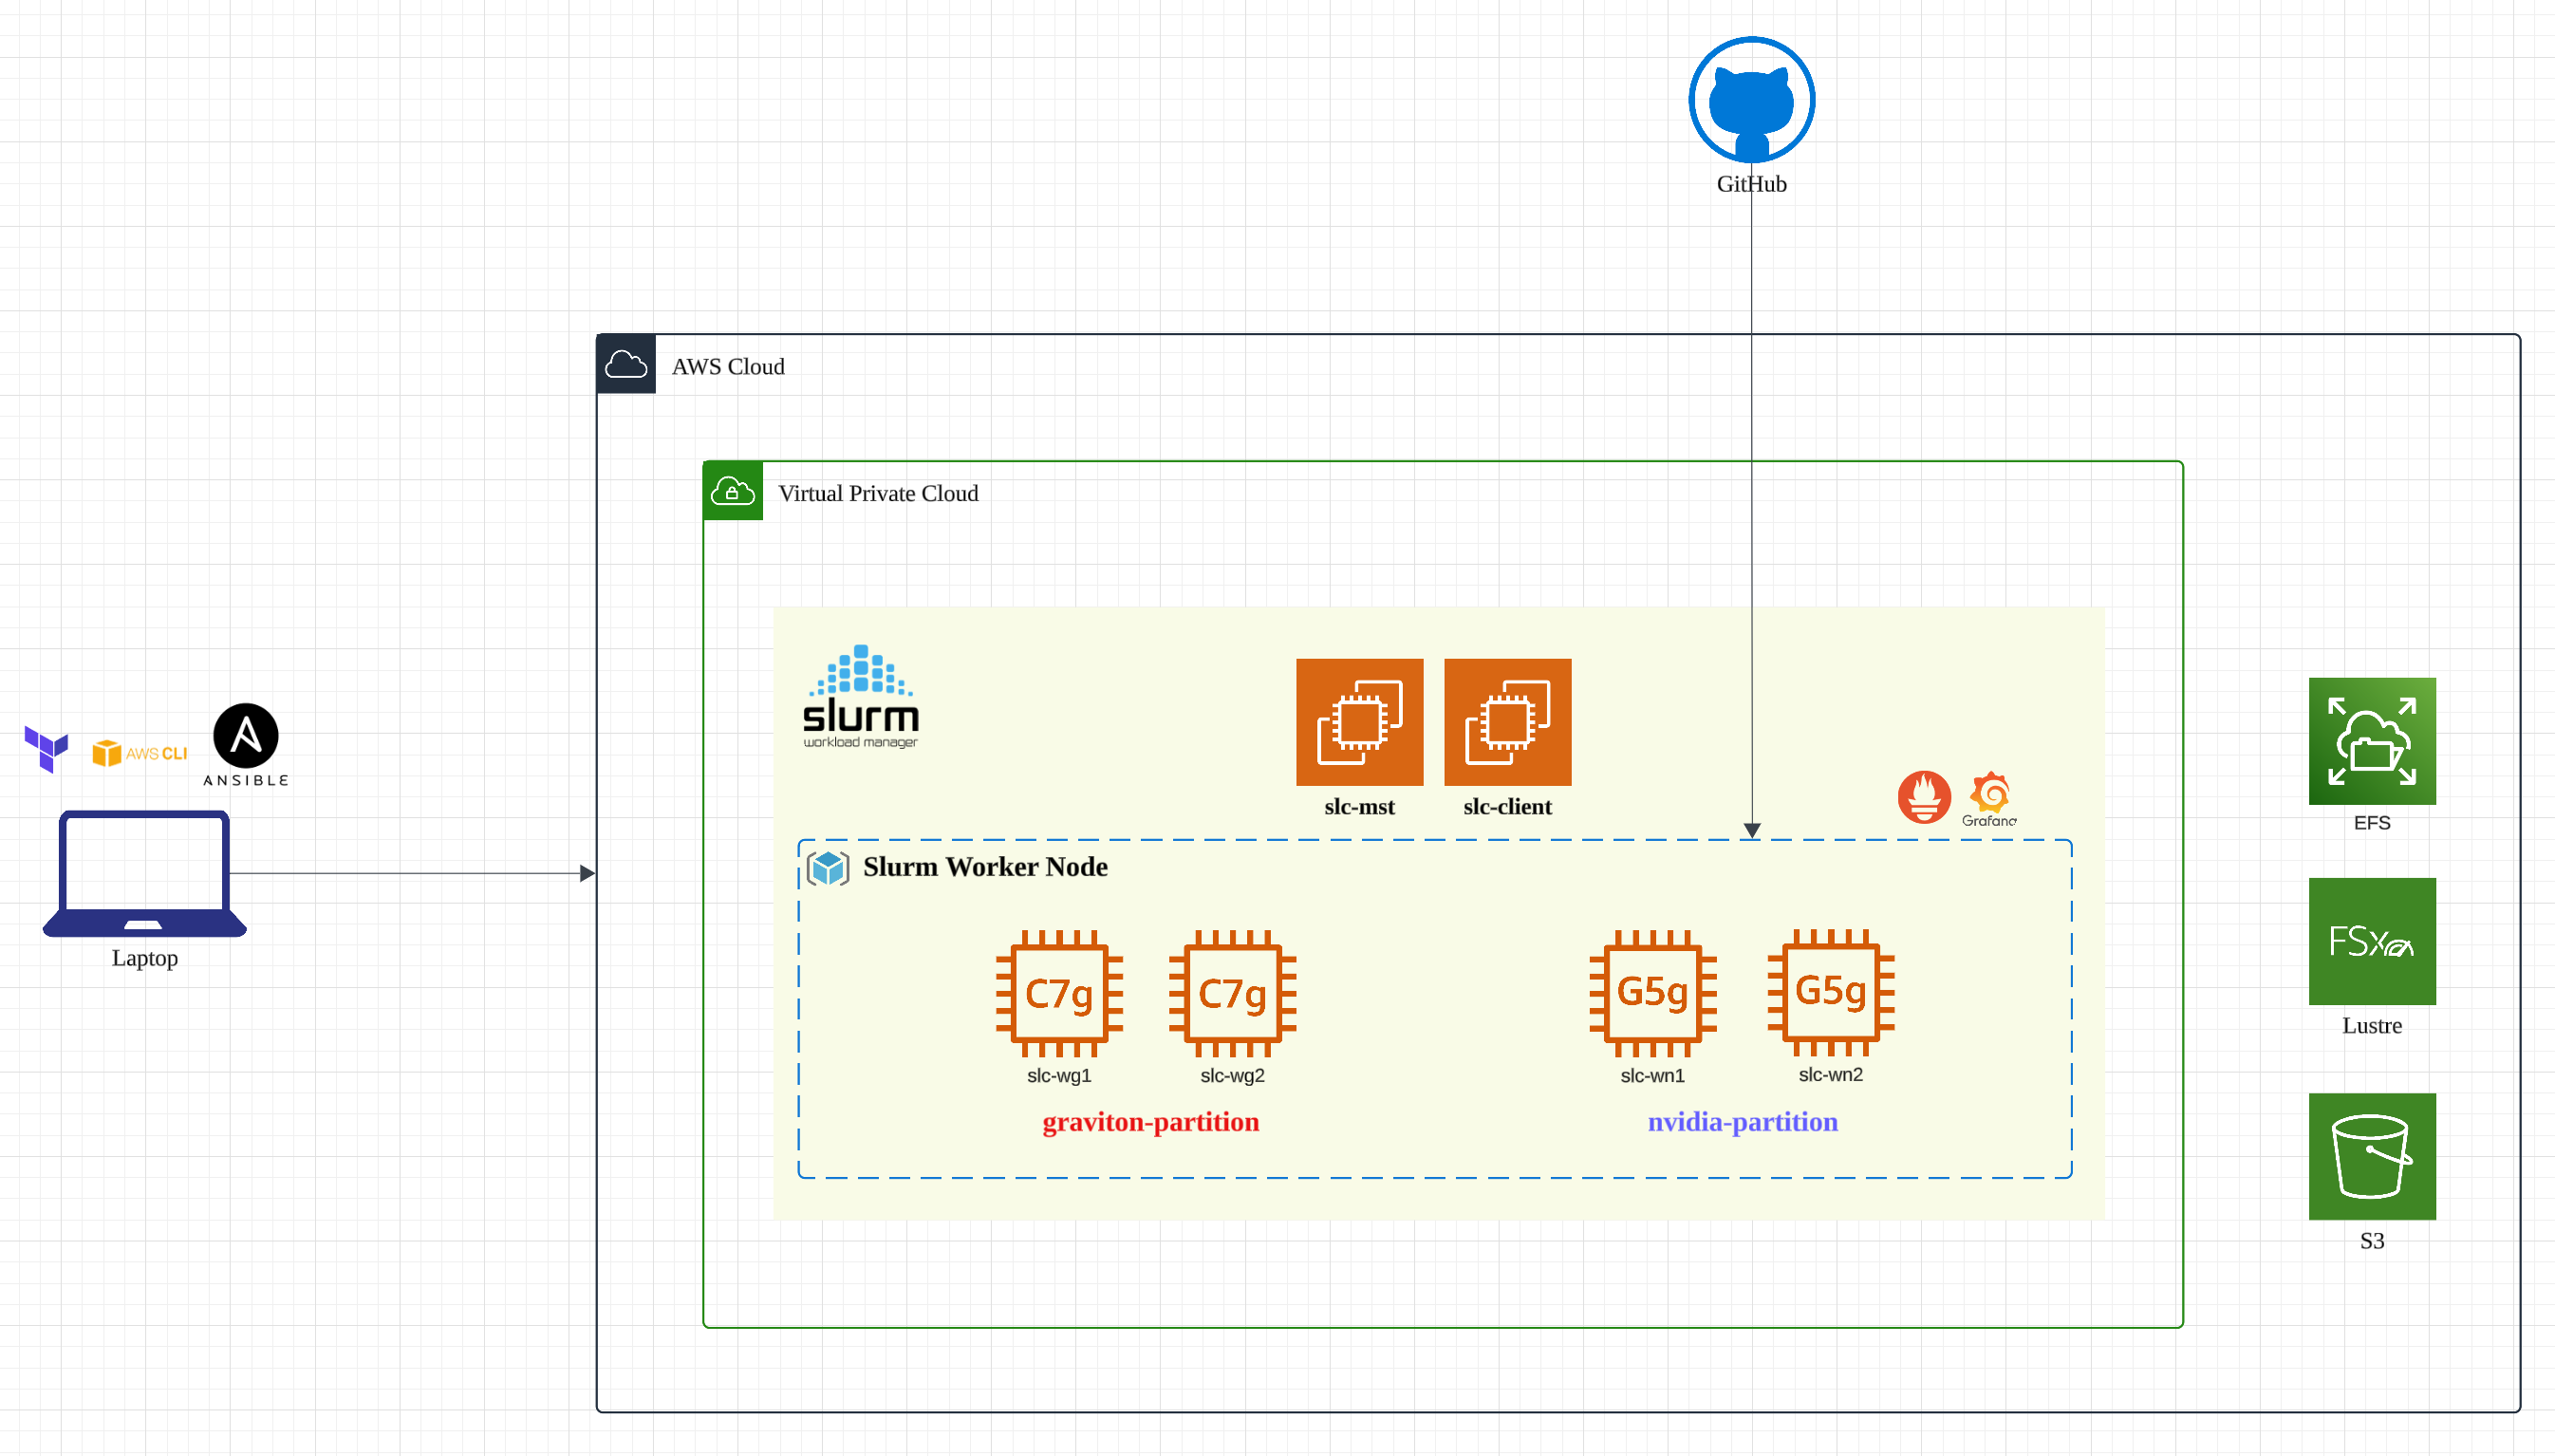 GitHub
AWS Cloud
Virtual Private Cloud
slurm
workload manager
slc-mst
slc-client
AWS CLI
ANSIBLE
Laptop
Grafana
Slurm Worker Node
C7g
C7g
G5g
G5g
slc-wg1
slc-wg2
slc-wn1
slc-wn2
graviton-partition
nvidia-partition
EFS
FSx
Lustre
S3